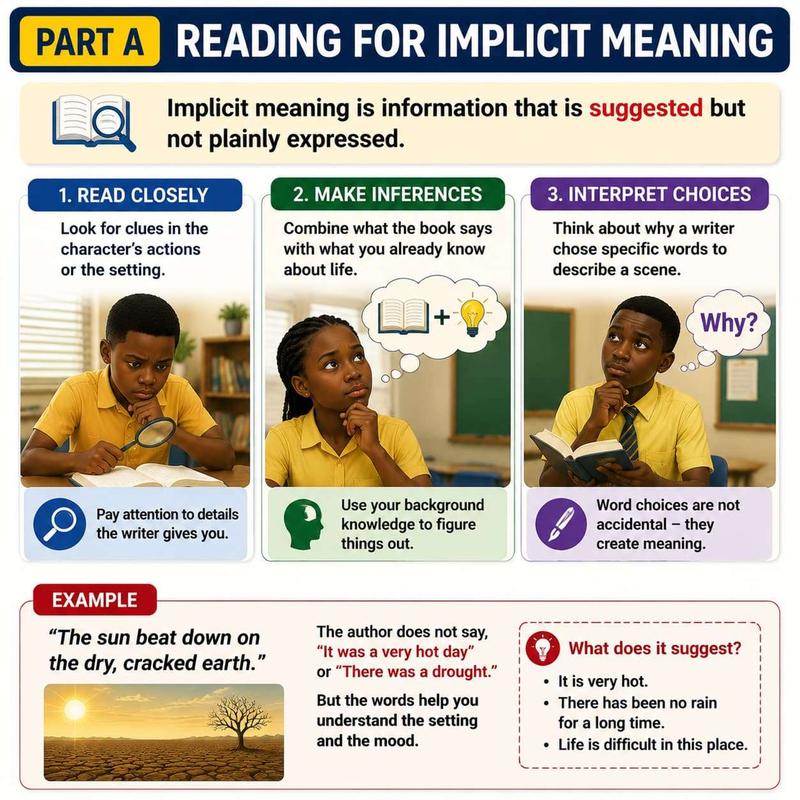 PART A
READING FOR IMPLICIT MEANING
Implicit meaning is information that is suggested but
not plainly expressed.
1. READ CLOSELY
Look for clues in the
character's actions
or the setting.
Pay attention to details
the writer gives you.
2. MAKE INFERENCES
Combine what the book says
with what you already know
about life.
+
Use your background
knowledge to figure
things out.
3. INTERPRET CHOICES
Think about why a writer
chose specific words to
describe a scene.
Why?
Word choices are not
accidental – they
create meaning.
EXAMPLE
“The sun beat down on
the dry, cracked earth.”
The author does not say,
“It was a very hot day”
or “There was a drought.”
But the words help you
understand the setting
and the mood.
What does it suggest?
• It is very hot.
• There has been no rain
for a long time.
• Life is difficult in this place.